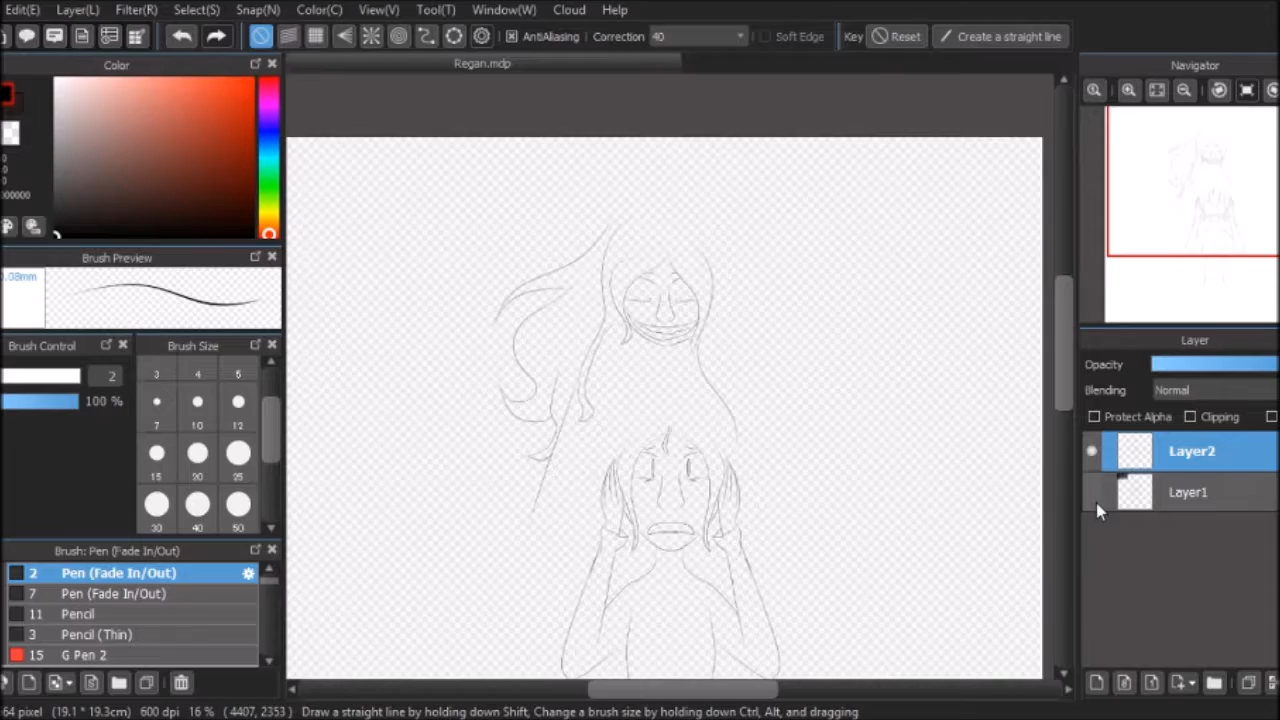 Edit(E) Layer(L) Filter(R) Select(S) Snap(N) Color(C) View(V) Tool(T) Window(W) Cloud Help
AntiAliasing Correction 40 Soft Edge Key Reset Create a straight line
Color
Regan.mdp
Navigator
000000
Brush Preview
0.08mm
Brush Control
Brush Size
2
100 %
3 4 5
7 10 12
15 20 25
30 40 50
Layer
Opacity
Blending Normal
Protect Alpha Clipping
Layer2
Layer1
Brush: Pen (Fade In/Out)
2 Pen (Fade In/Out)
7 Pen (Fade In/Out)
11 Pencil
3 Pencil (Thin)
15 G Pen 2
64 pixel (19.1 * 19.3cm) 600 dpi 16 % ( 4407, 2353 ) Draw a straight line by holding down Shift, Change a brush size by holding down Ctrl, Alt, and dragging